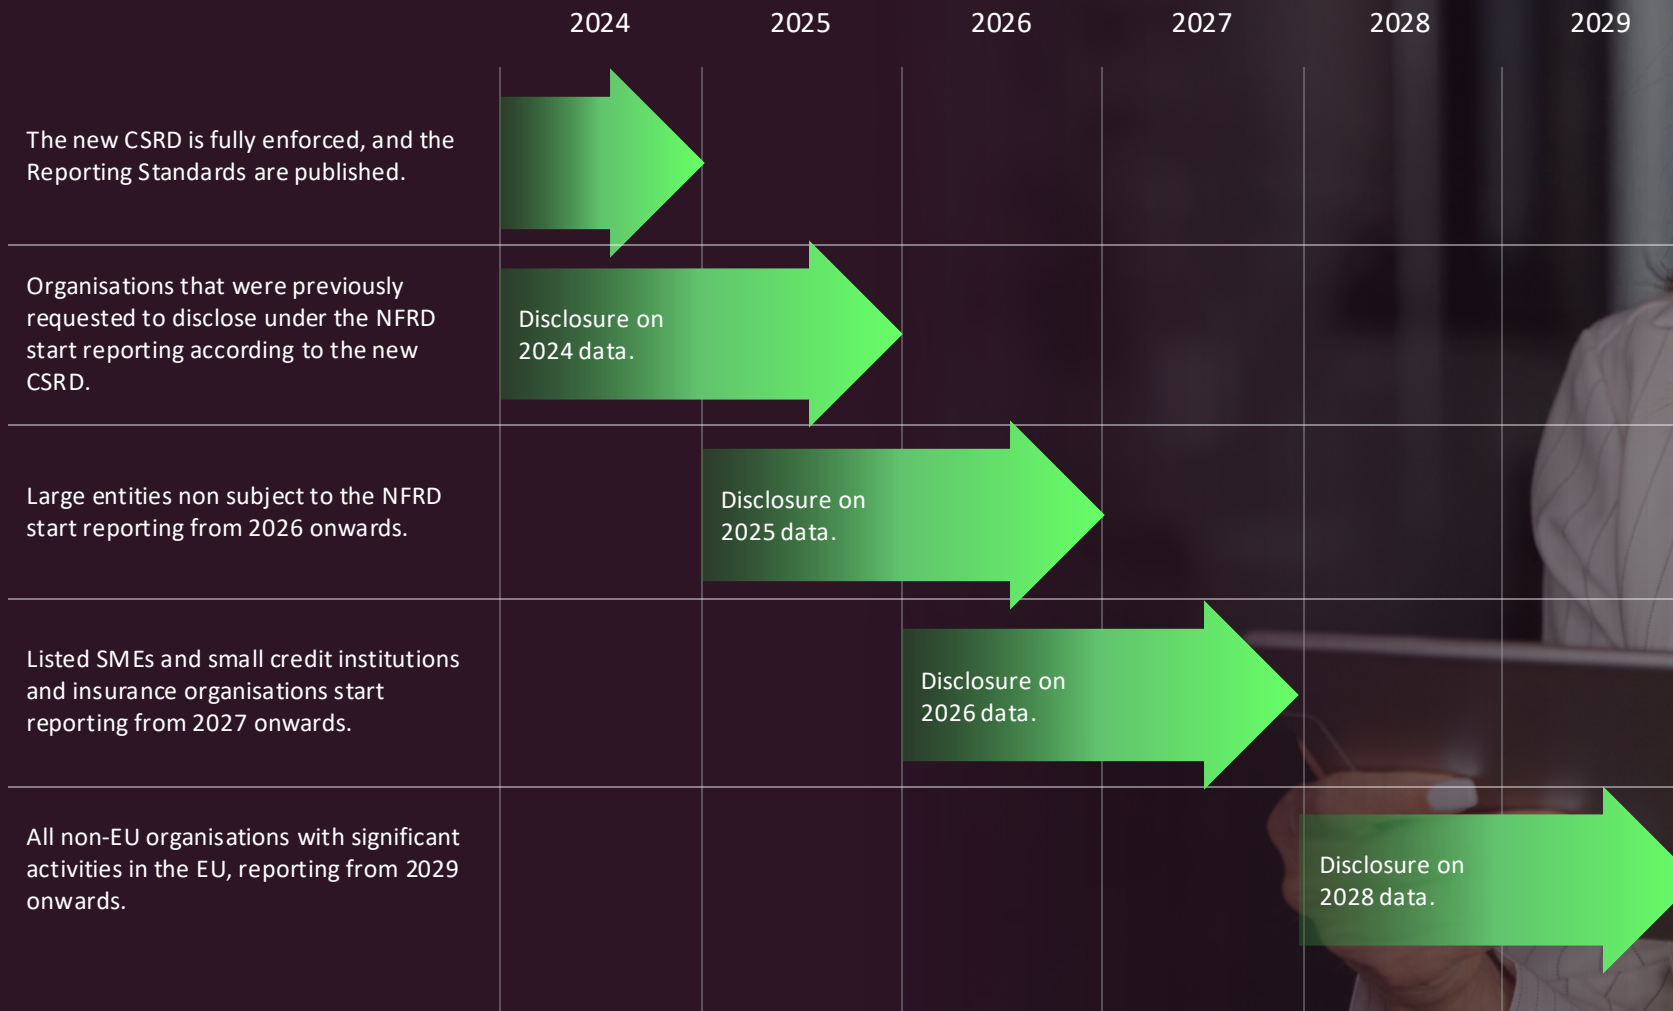 2024 2025 2026 2027 2028 2029
The new CSRD is fully enforced, and the
Reporting Standards are published.
Organisations that were previously
requested to disclose under the NFRD
start reporting according to the new
CSRD.
Disclosure on
2024 data.
Large entities non subject to the NFRD
start reporting from 2026 onwards.
Disclosure on
2025 data.
Listed SMEs and small credit institutions
and insurance organisations start
reporting from 2027 onwards.
Disclosure on
2026 data.
All non-EU organisations with significant
activities in the EU, reporting from 2029
onwards.
Disclosure on
2028 data.